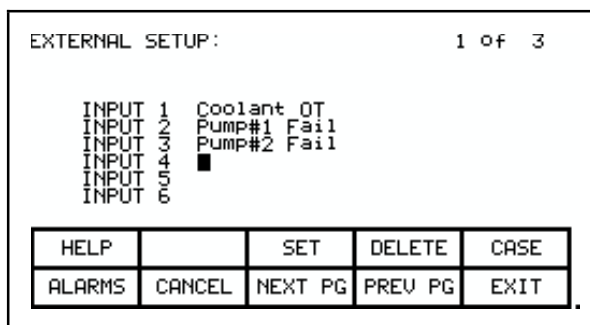 EXTERNAL SETUP: 1 of 3
INPUT 1 Coolant OT
INPUT 2 Pump#1 Fail
INPUT 3 Pump#2 Fail
INPUT 4
INPUT 5
INPUT 6
HELP SET DELETE CASE
ALARMS CANCEL NEXT PG PREV PG EXIT